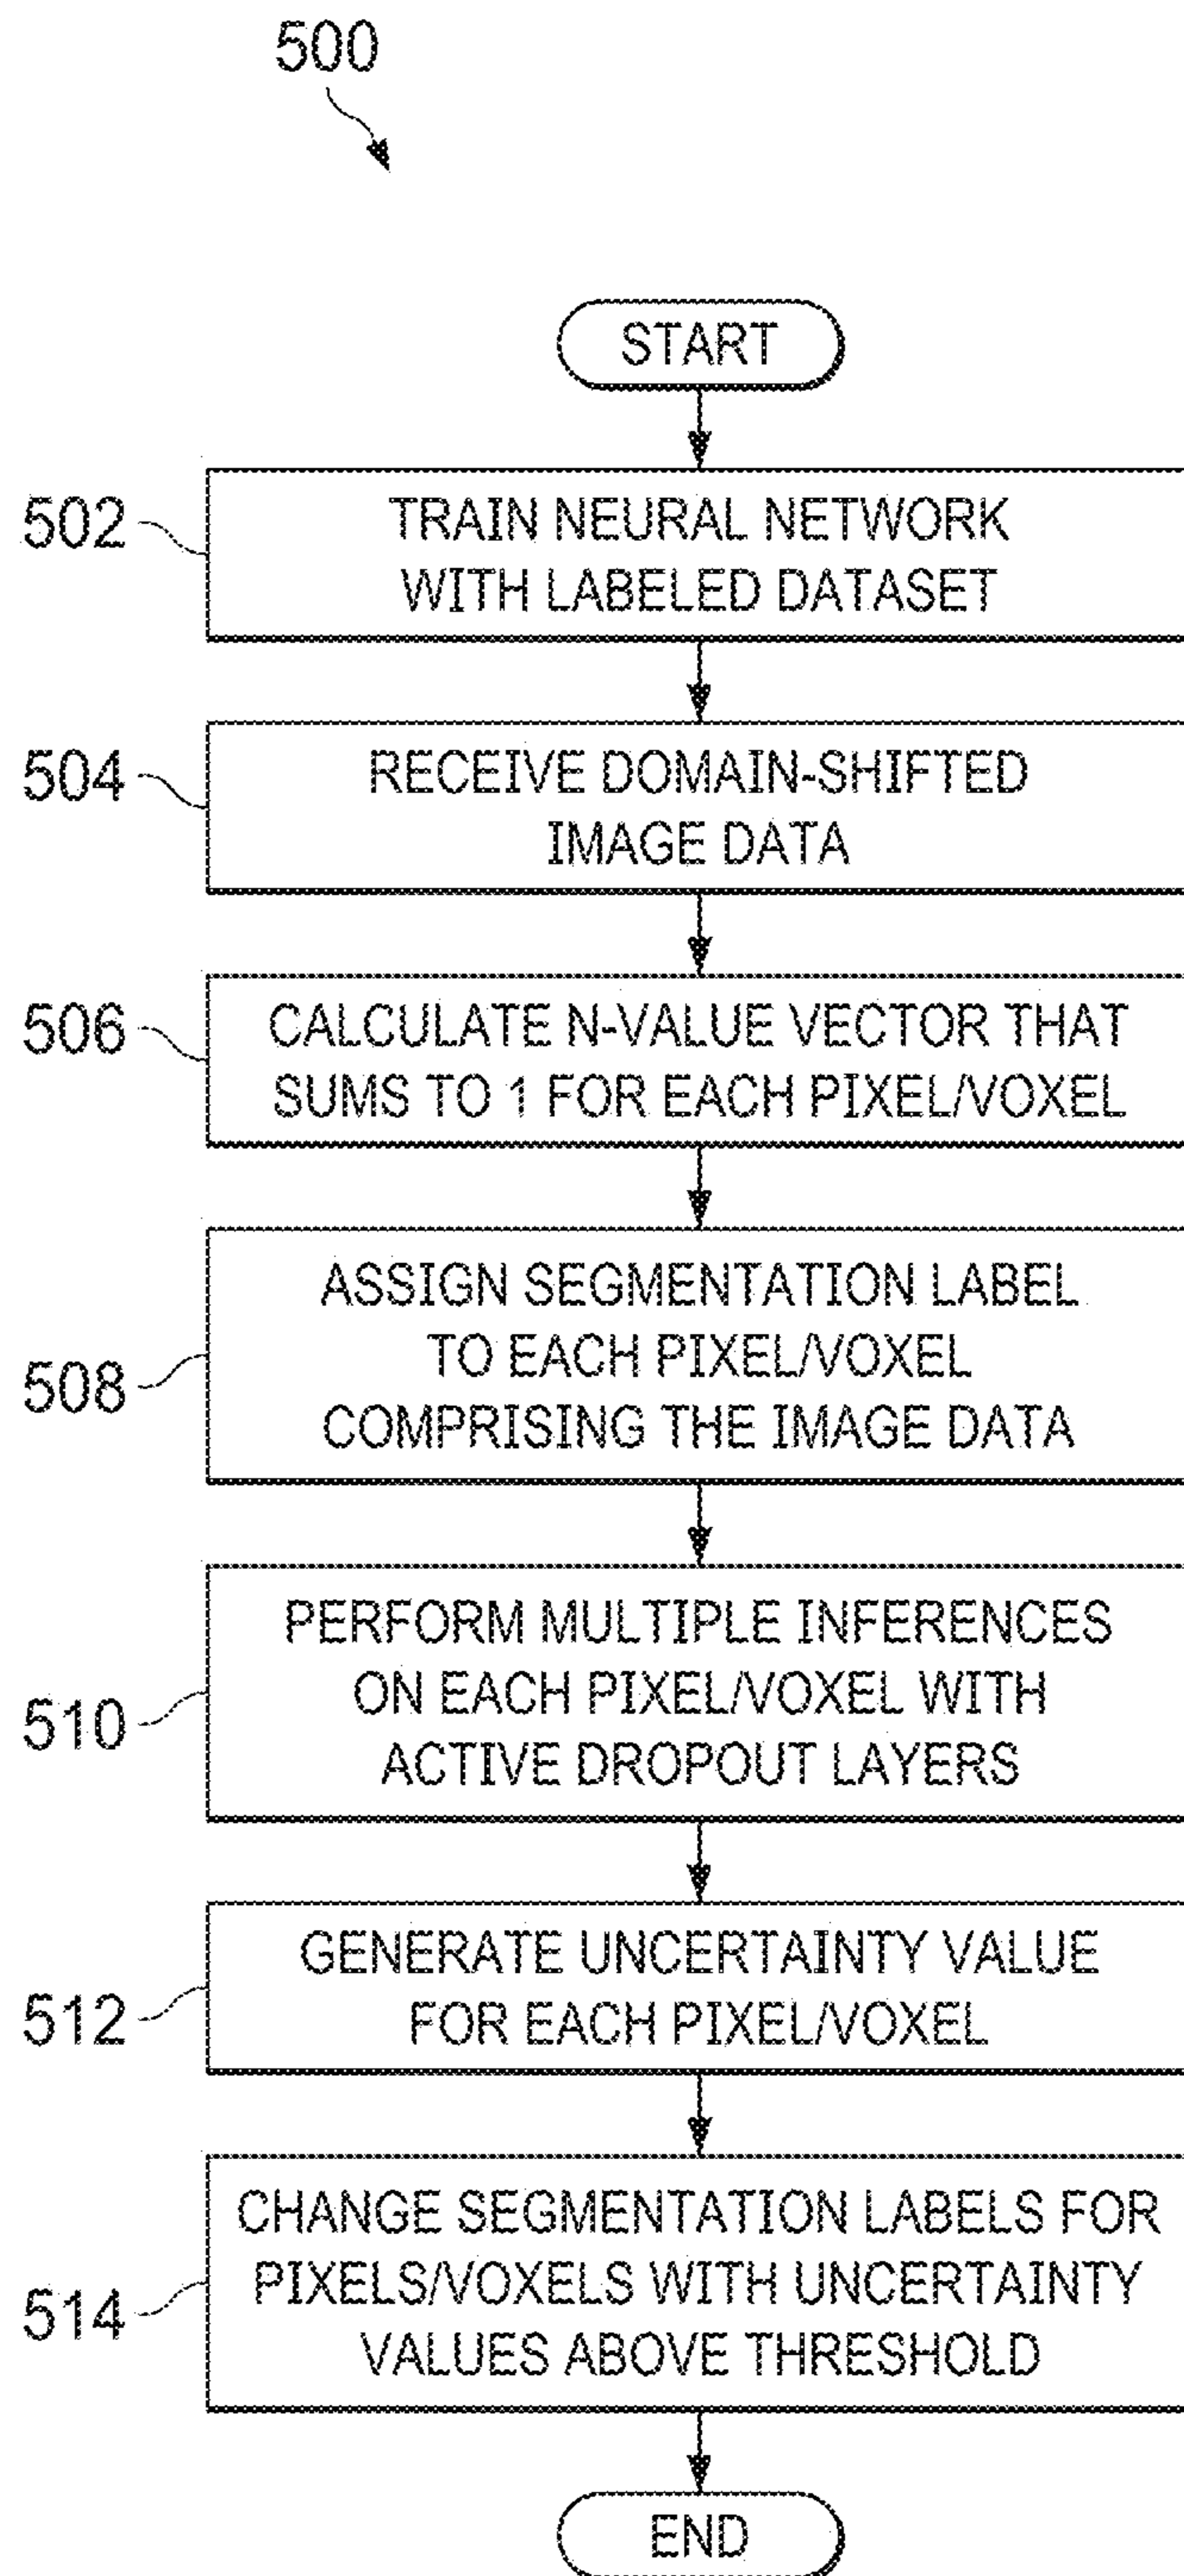 500
START
502
TRAIN NEURAL NETWORK
WITH LABELED DATASET
504
RECEIVE DOMAIN-SHIFTED
IMAGE DATA
506
CALCULATE N-VALUE VECTOR THAT
SUMS TO 1 FOR EACH PIXEL/VOXEL
508
ASSIGN SEGMENTATION LABEL
TO EACH PIXEL/VOXEL
COMPRISING THE IMAGE DATA
510
PERFORM MULTIPLE INFERENCES
ON EACH PIXEL/VOXEL WITH
ACTIVE DROPOUT LAYERS
512
GENERATE UNCERTAINTY VALUE
FOR EACH PIXEL/VOXEL
514
CHANGE SEGMENTATION LABELS FOR
PIXELS/VOXELS WITH UNCERTAINTY
VALUES ABOVE THRESHOLD
END